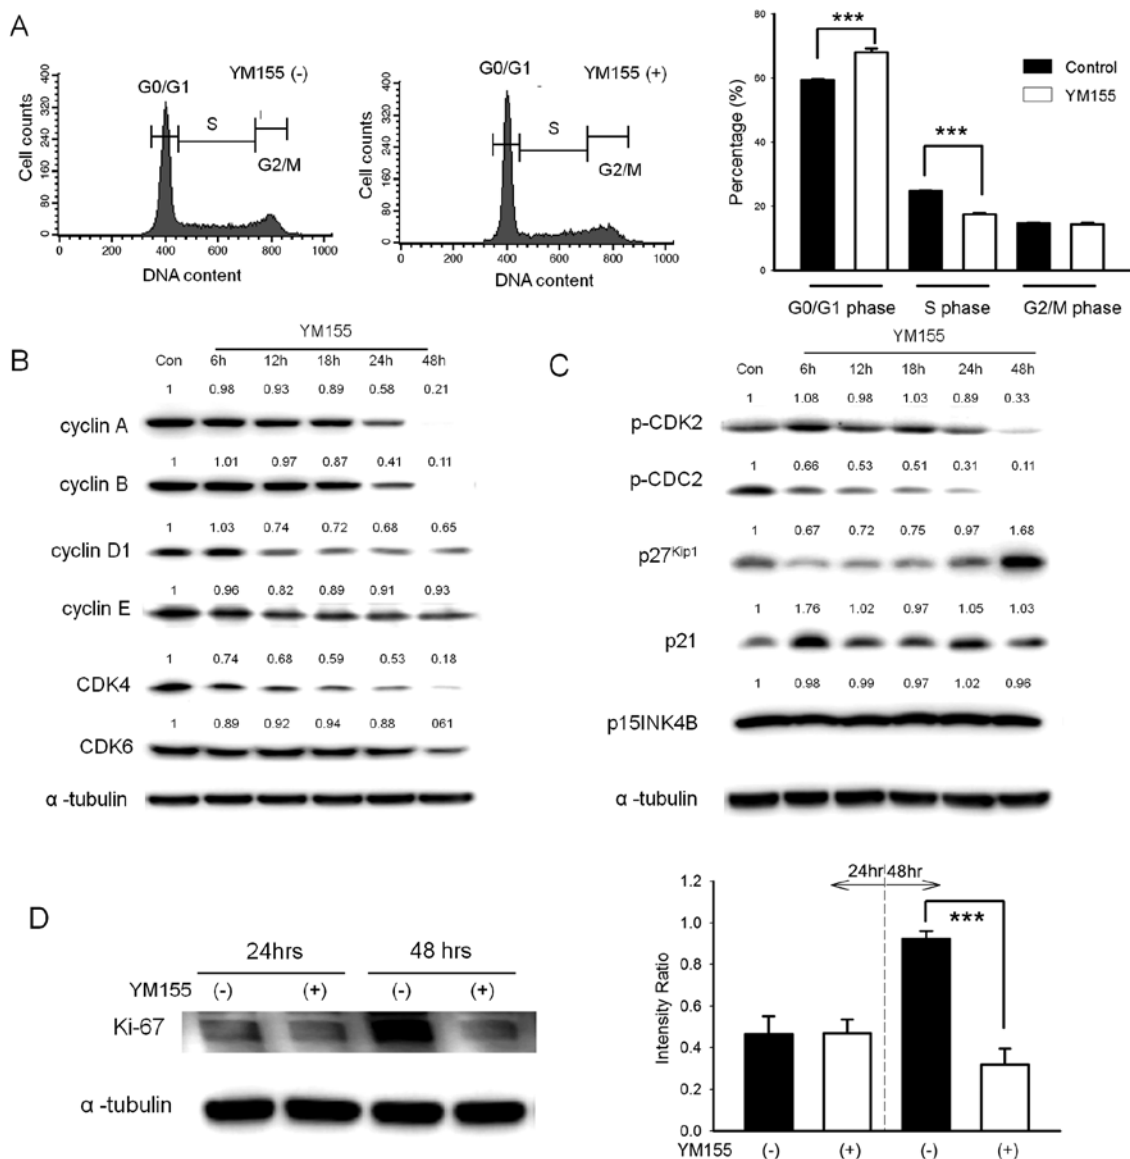 A
G0/G1
YM155 (-)
S
G2/M
Cell counts
0 80 160 240 320
400
0 200 400 600 800 1000
DNA content
G0/G1
YM155 (+)
S
G2/M
Cell counts
0 80 160 240 320 400
0 200 400 600 800 1000
DNA content
***
***
Control
YM155
Percentage (%)
80
60
40
20
0
G0/G1 phase S phase G2/M phase
B
YM155
Con 6h 12h 18h 24h 48h
1 0.98 0.93 0.89 0.58 0.21
cyclin A
1 1.01 0.97 0.87 0.41 0.11
cyclin B
1 1.03 0.74 0.72 0.68 0.65
cyclin D1
1 0.96 0.82 0.89 0.91 0.93
cyclin E
1 0.74 0.68 0.59 0.53 0.18
CDK4
1 0.89 0.92 0.94 0.88 061
CDK6
α -tubulin
C
YM155
Con 6h 12h 18h 24h 48h
1 1.08 0.98 1.03 0.89 0.33
p-CDK2
1 0.66 0.53 0.51 0.31 0.11
p-CDC2
1 0.67 0.72 0.75 0.97 1.68
p27Kip1
1 1.76 1.02 0.97 1.05 1.03
p21
1 0.98 0.99 0.97 1.02 0.96
p15INK4B
α -tubulin
D
24hrs 48 hrs
YM155 (-) (+) (-) (+)
Ki-67
α -tubulin
24hr 48hr
***
Intensity Ratio
1.2
1.0
0.8
0.6
0.4
0.2
0.0
YM155 (-) (+) (-) (+)